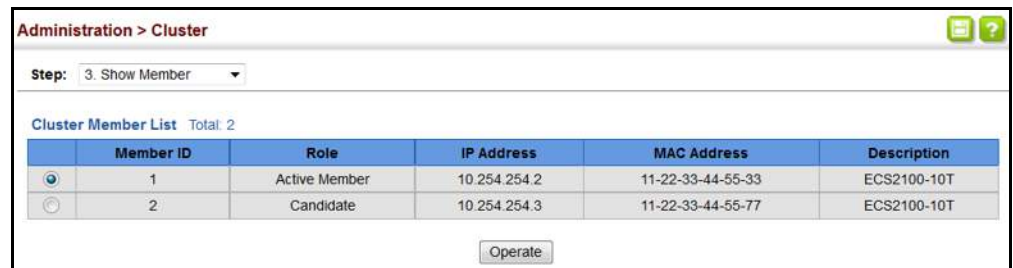 Administration > Cluster
Step: 3. Show Member
Cluster Member List Total: 2
Member ID Role IP Address MAC Address Description
1 Active Member 10.254.254.2 11-22-33-44-55-33 ECS2100-10T
2 Candidate 10.254.254.3 11-22-33-44-55-77 ECS2100-10T
Operate